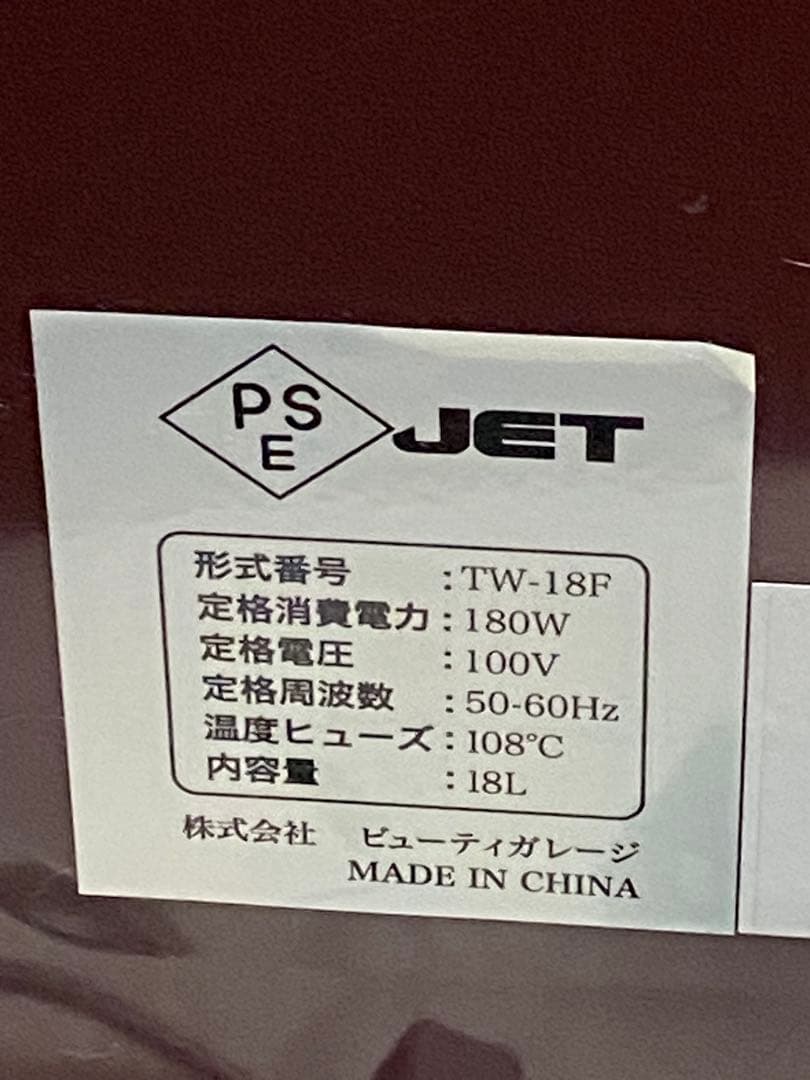 PS
E
JET
形式番号 : TW-18F
定格消費電力 : 180W
定格電圧 : 100V
定格周波数 : 50-60Hz
温度ヒューズ : 108℃
内容量 : 18L
株式会社 ビューティガレージ
MADE IN CHINA